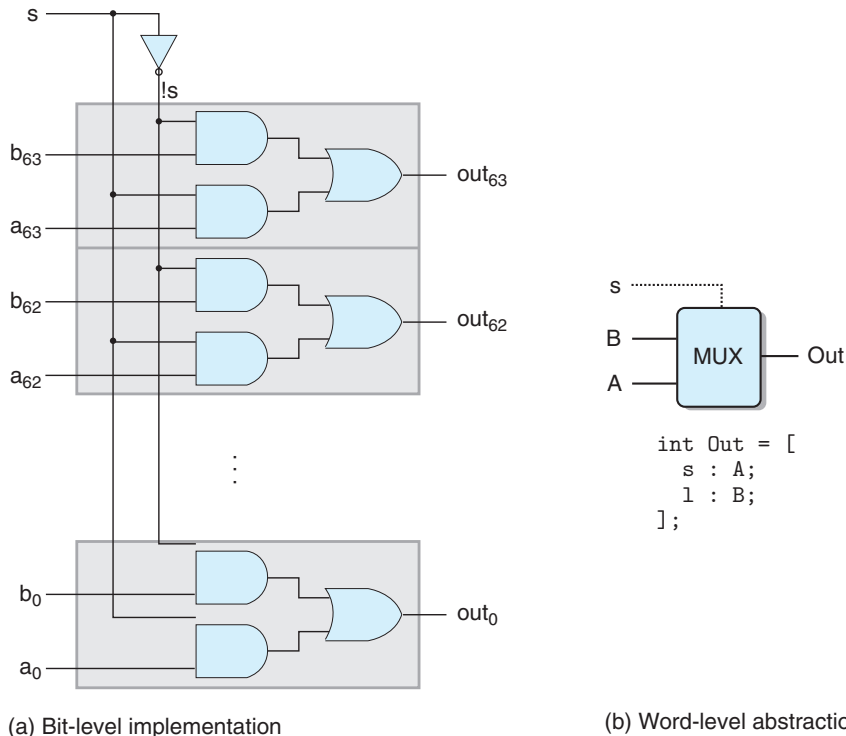 s
!s
b63
a63
out63
b62
a62
out62
⋮
b0
a0
out0
(a) Bit-level implementation
s
B
A
MUX
Out
int Out = [
s : A;
1 : B;
];
(b) Word-level abstractio